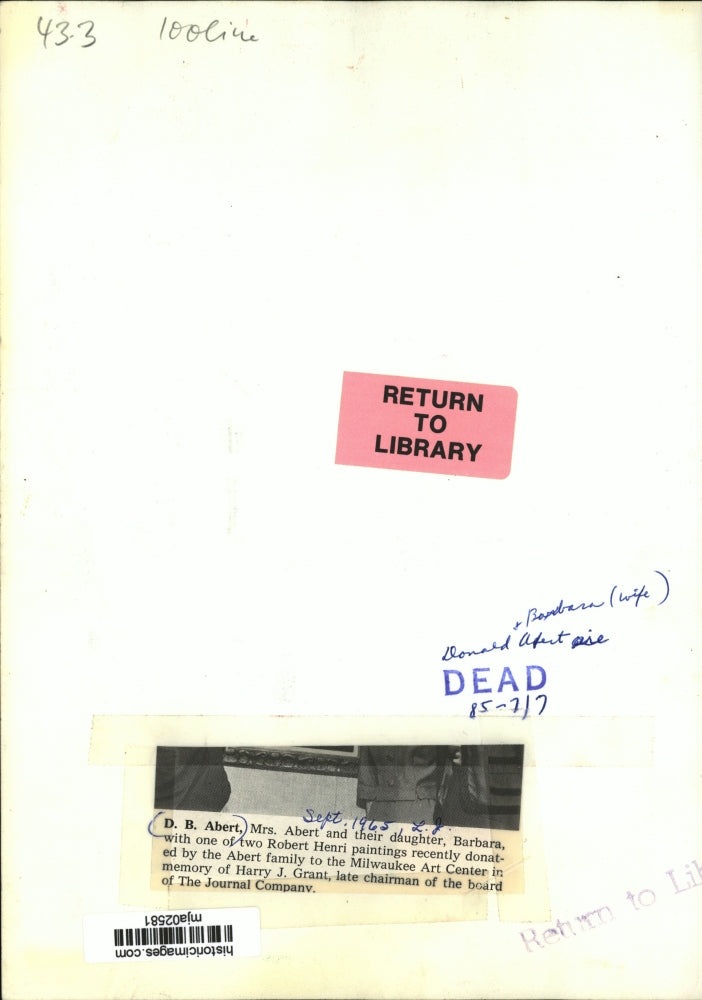 43-3 100line
RETURN
TO
LIBRARY
+ Barbara (wife)
Donald Abert
DEAD
85-7/7
Sept. 1965, L.J.
(D. B. Abert,) Mrs. Abert and their daughter, Barbara,
with one of two Robert Henri paintings recently donat-
ed by the Abert family to the Milwaukee Art Center in
memory of Harry J. Grant, late chairman of the board
of The Journal Company.
Return to Lib
mja02581
historicimages.com